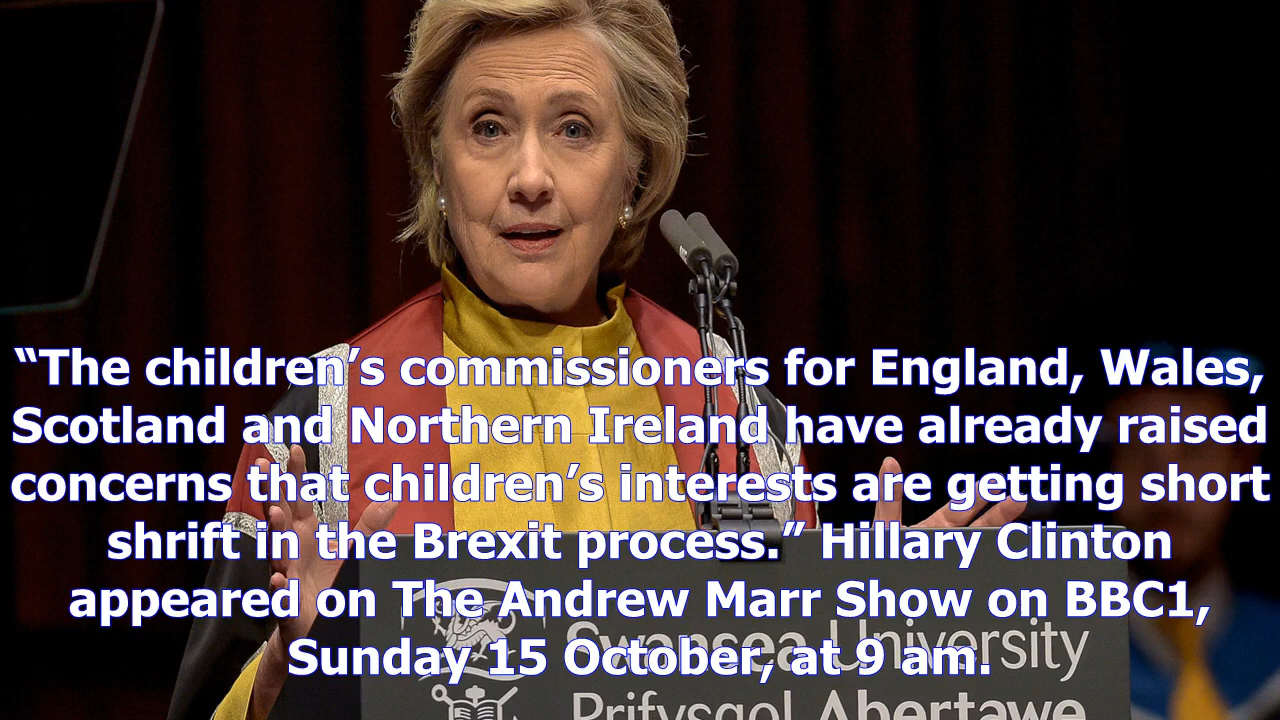 “The children’s commissioners for England, Wales,
Scotland and Northern Ireland have already raised
concerns that children’s interests are getting short
shrift in the Brexit process.” Hillary Clinton
appeared on The Andrew Marr Show on BBC1,
Sunday 15 October, at 9 am.
Swansea University
Prifysgol Abertawe